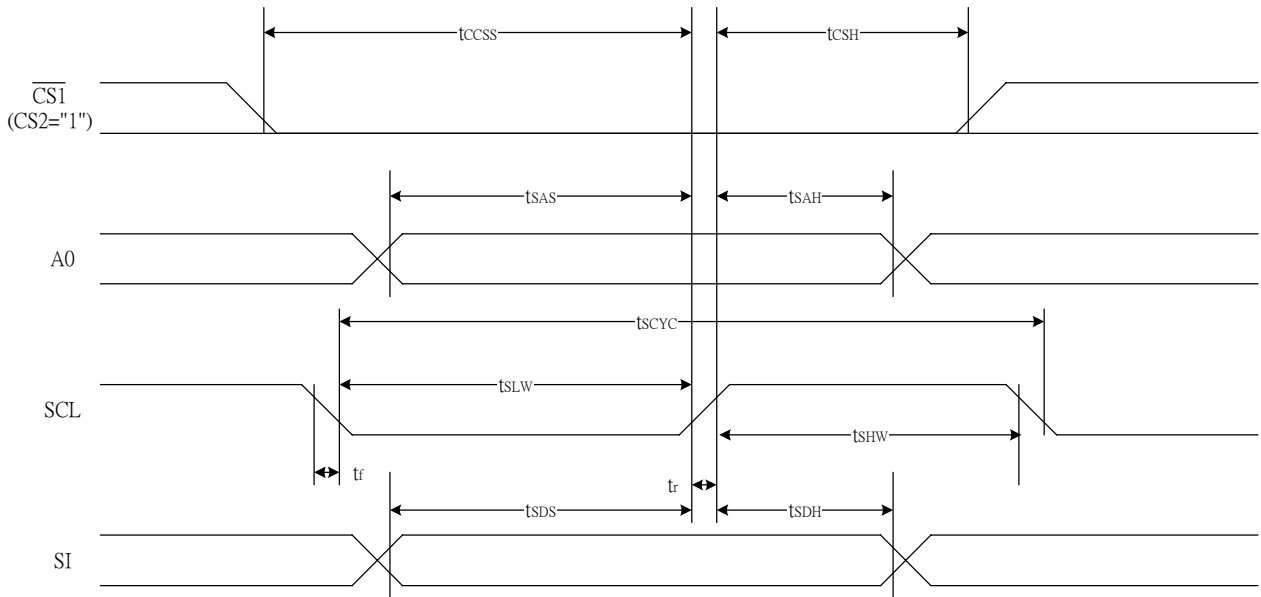 tCCSS
tCSH
CS1
(CS2="1")
tSAS
tSAH
A0
tSCYC
tSLW
SCL
tSHW
tf
tr
tSDS
tSDH
SI